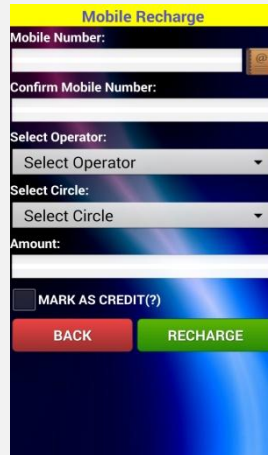 Mobile Recharge
Mobile Number:
@
Confirm Mobile Number:
Select Operator:
Select Operator
Select Circle:
Select Circle
Amount:
MARK AS CREDIT(?)
BACK RECHARGE